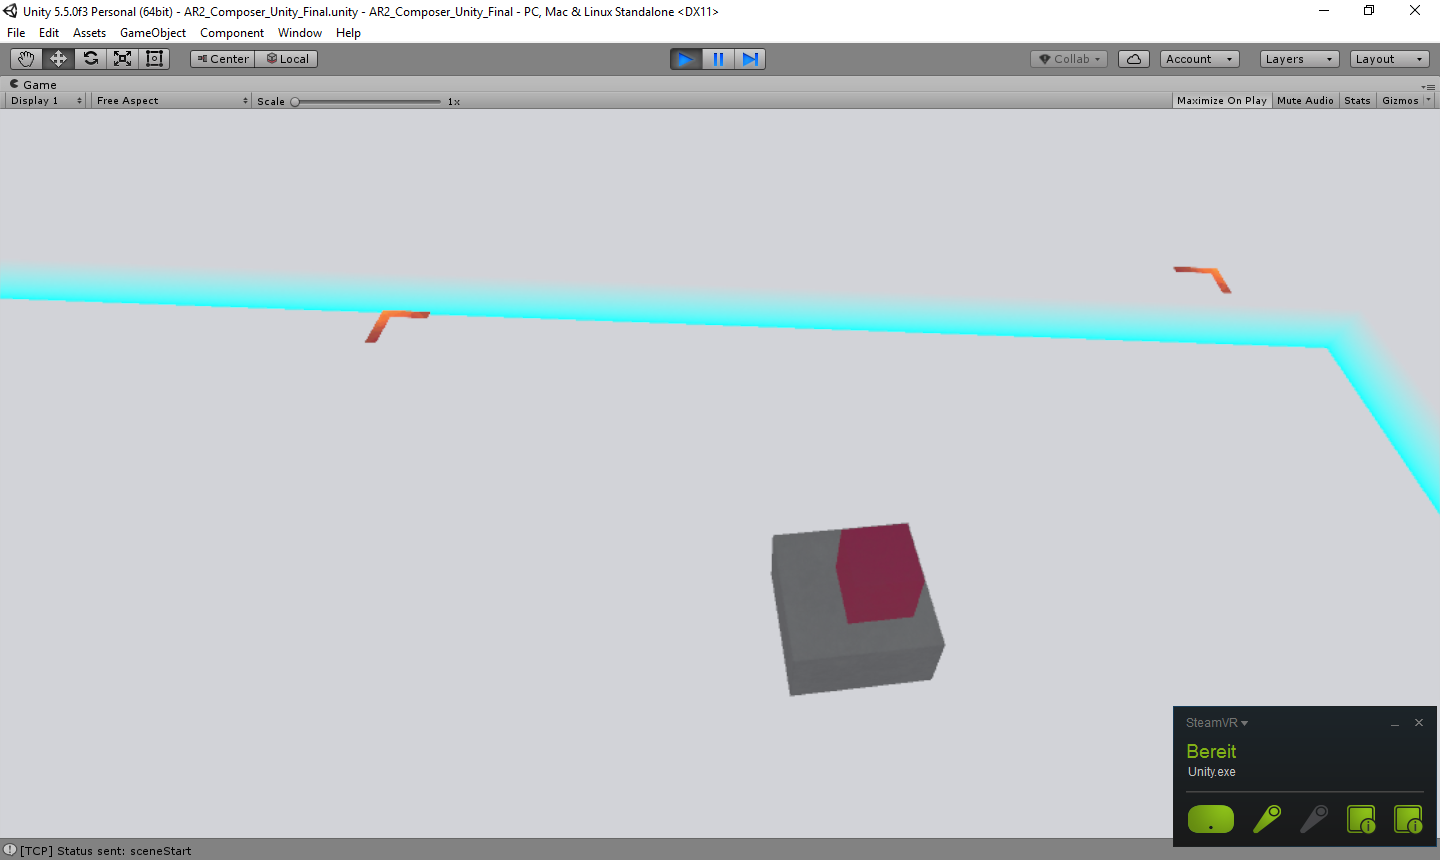 Unity 5.5.0f3 Personal (64bit) - AR2_Composer_Unity_Final.unity - AR2_Composer_Unity_Final - PC, Mac & Linux Standalone <DX11>
File Edit Assets GameObject Component Window Help
Center Local Collab Account Layers Layout
Game
Display 1 Free Aspect Scale 1x Maximize On Play Mute Audio Stats Gizmos
SteamVR
Bereit
Unity.exe
[TCP] Status sent: sceneStart